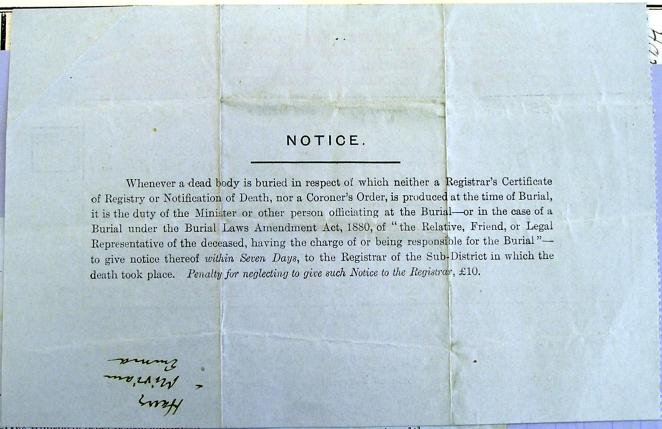 NOTICE.
Whenever a dead body is buried in respect of which neither a Registrar's Certificate
of Registry or Notification of Death, nor a Coroner's Order, is produced at the time of Burial,
it is the duty of the Minister or other person officiating at the Burial—or in the case of a
Burial under the Burial Laws Amendment Act, 1880, of "the Relative, Friend, or Legal
Representative of the deceased, having the charge of or being responsible for the Burial"—
to give notice thereof within Seven Days, to the Registrar of the Sub-District in which the
death took place. Penalty for neglecting to give such Notice to the Registrar, £10.
Harry
Miriam
Emma